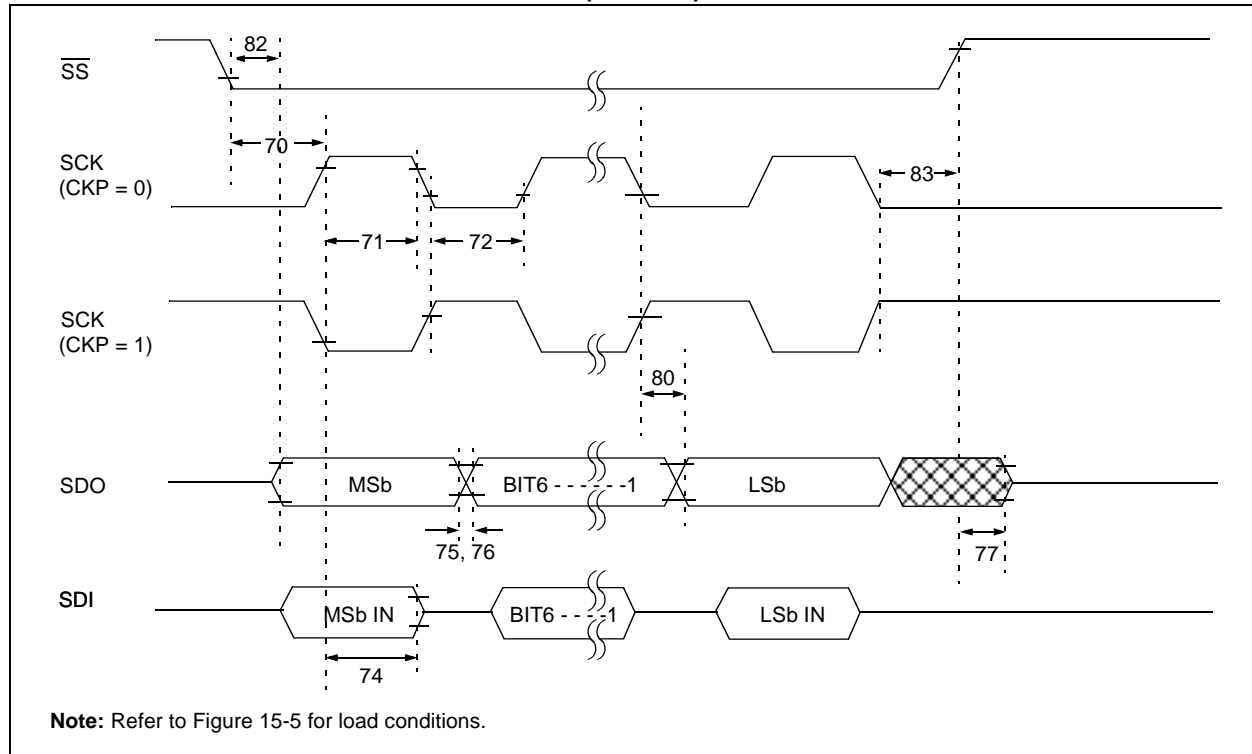 82
SS
70
SCK
(CKP = 0)
83
71
72
SCK
(CKP = 1)
80
SDO
MSb
BIT6 - - - - - -1
LSb
75, 76
77
SDI
MSb IN
BIT6 - - - -1
LSb IN
74
Note: Refer to Figure 15-5 for load conditions.